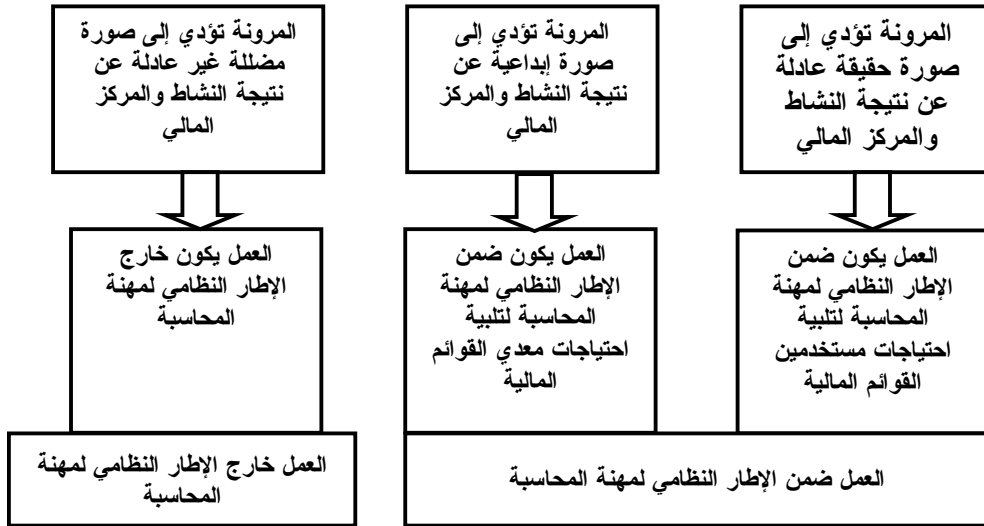 المرونة تؤدي إلى
صورة حقيقة عادلة
عن نتيجة النشاط
والمركز المالي
المرونة تؤدي إلى
صورة إبداعية عن
نتيجة النشاط والمركز
المالي
المرونة تؤدي إلى صورة
مضللة غير عادلة عن
نتيجة النشاط والمركز
المالي
العمل يكون ضمن
الإطار النظامي لمهنة
المحاسبة لتلبية
احتياجات مستخدمين
القوائم المالية
العمل يكون ضمن
الإطار النظامي لمهنة
المحاسبة لتلبية
احتياجات معدي القوائم
المالية
العمل يكون خارج
الإطار النظامي لمهنة
المحاسبة
العمل ضمن الإطار النظامي لمهنة المحاسبة
العمل خارج الإطار النظامي لمهنة
المحاسبة